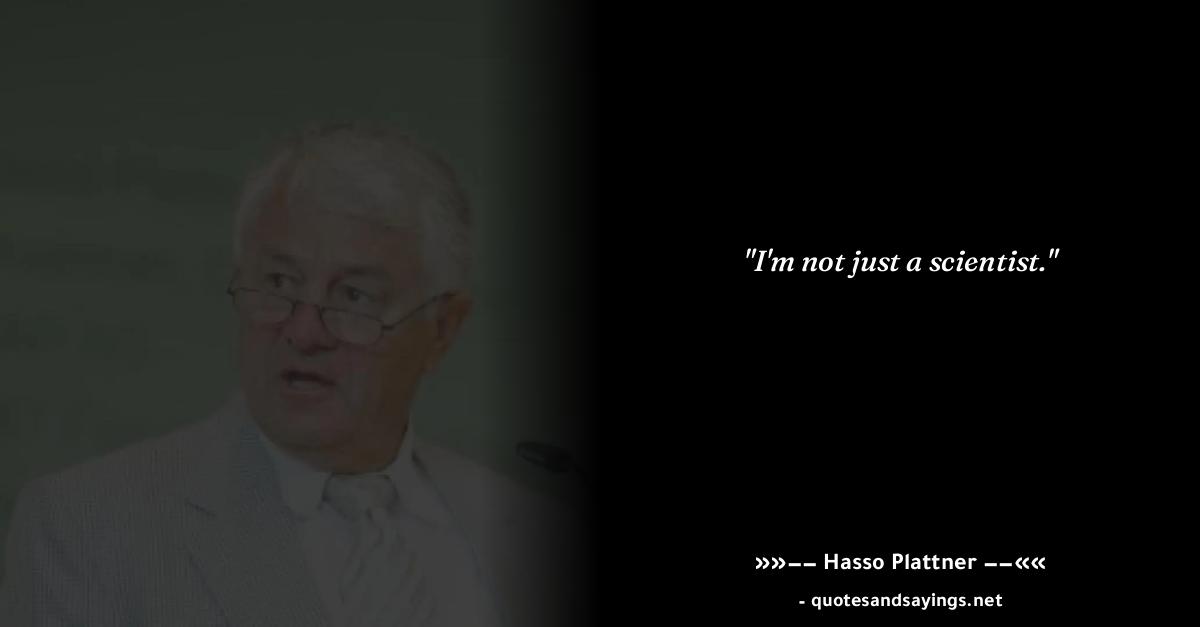 "I'm not just a scientist."
»»−− Hasso Plattner −−««
- quotesandsayings.net